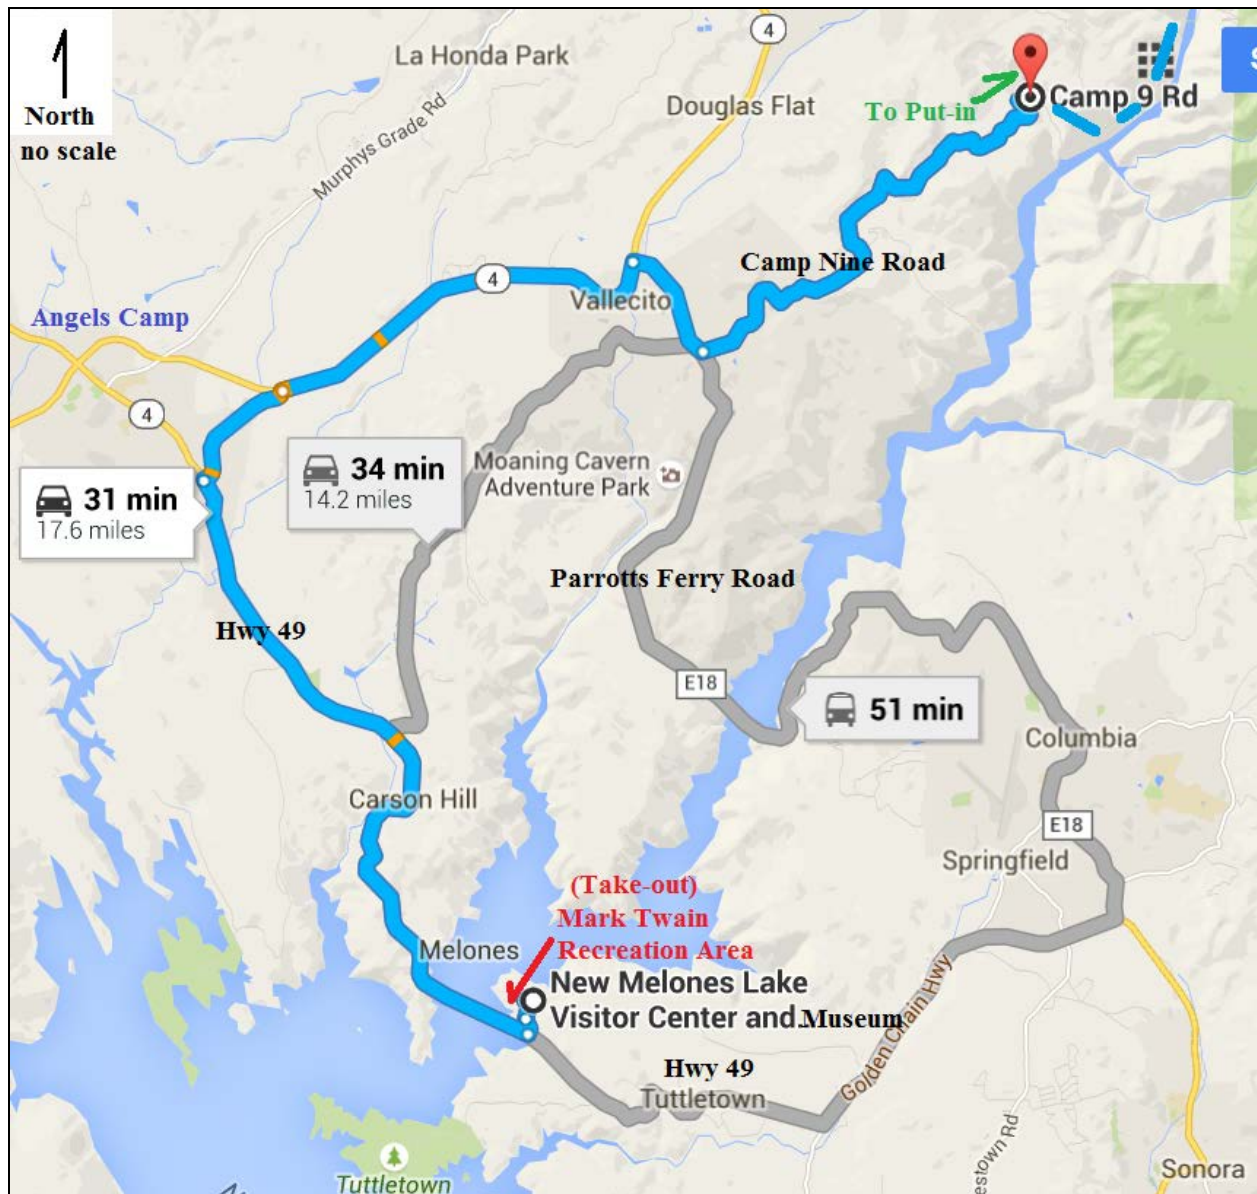 4
La Honda Park
North
no scale
Murphys Grade Rd
Douglas Flat
To Put-in
Camp 9 Rd
S
Camp Nine Road
4
Vallecito
Angels Camp
4
31 min
17.6 miles
34 min
14.2 miles
Moaning Cavern
Adventure Park
Parrotts Ferry Road
Hwy 49
E18
51 min
Columbia
Carson Hill
E18
Springfield
(Take-out)
Mark Twain
Recreation Area
Melones
New Melones Lake
Visitor Center and Museum
Golden Chain Hwy
Hwy 49
Tuttletown
estown Rd
Sonora
Tuttletown